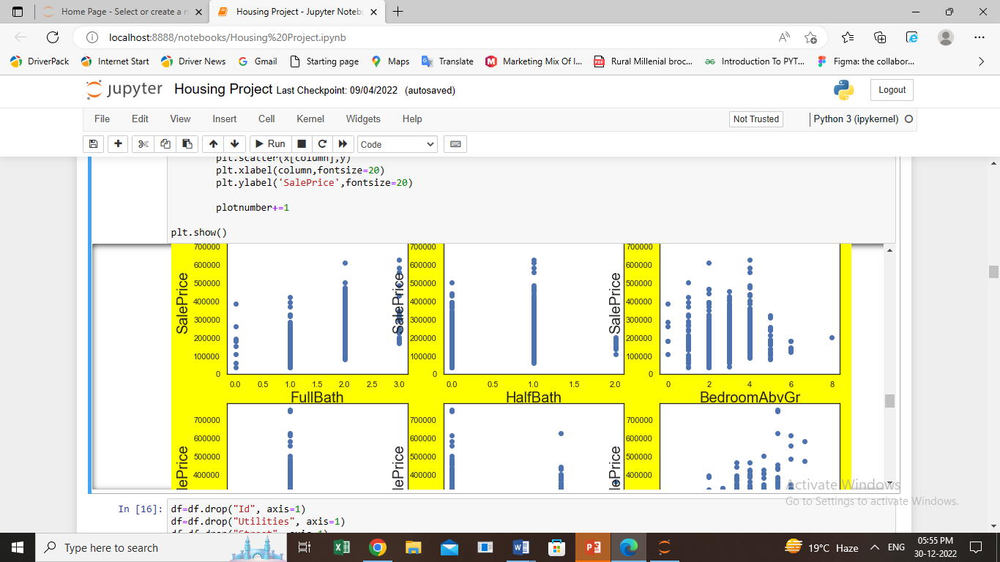 Home Page - Select or create a n
Housing Project - Jupyter Notebo
localhost:8888/notebooks/Housing%20Project.ipynb
DriverPack
Internet Start
Driver News
Gmail
Starting page
Maps
Translate
Marketing Mix Of I...
Rural Millenial broc...
Introduction To PYT...
Figma: the collabor...
jupyter Housing Project Last Checkpoint: 09/04/2022 (autosaved)
Logout
File Edit View Insert Cell Kernel Widgets Help
Not Trusted
Python 3 (ipykernel)
Run
Code
plt.scatter(x[column],y)
plt.xlabel(column,fontsize=20)
plt.ylabel('SalePrice',fontsize=20)
plotnumber+=1
plt.show()
700000 700000 700000
600000 600000 600000
500000 500000 500000
400000 400000 400000
300000 300000 300000
200000 200000 200000
100000 100000 100000
0 0 0
SalePrice SalePrice SalePrice
0.0 0.5 1.0 1.5 2.0 2.5 3.0 0.0 0.5 1.0 1.5 2.0 0 2 4 6 8
FullBath HalfBath BedroomAbvGr
700000 700000 700000
600000 600000 600000
500000 500000 500000
400000 400000 400000
lePrice lePrice lePrice
Activate Windows
Go to Settings to activate Windows.
In [16]: df=df.drop("Id", axis=1)
df=df.drop("Utilities", axis=1)
df=df.drop("Street", axis=1)
Type here to search
19°C Haze
ENG
05:55 PM
30-12-2022